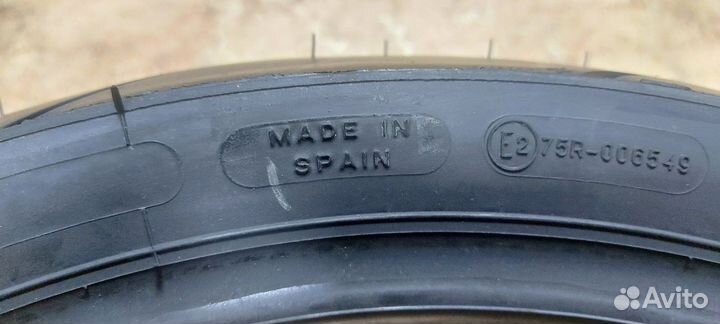 MADE IN
SPAIN
E2 75R-006549
Avito